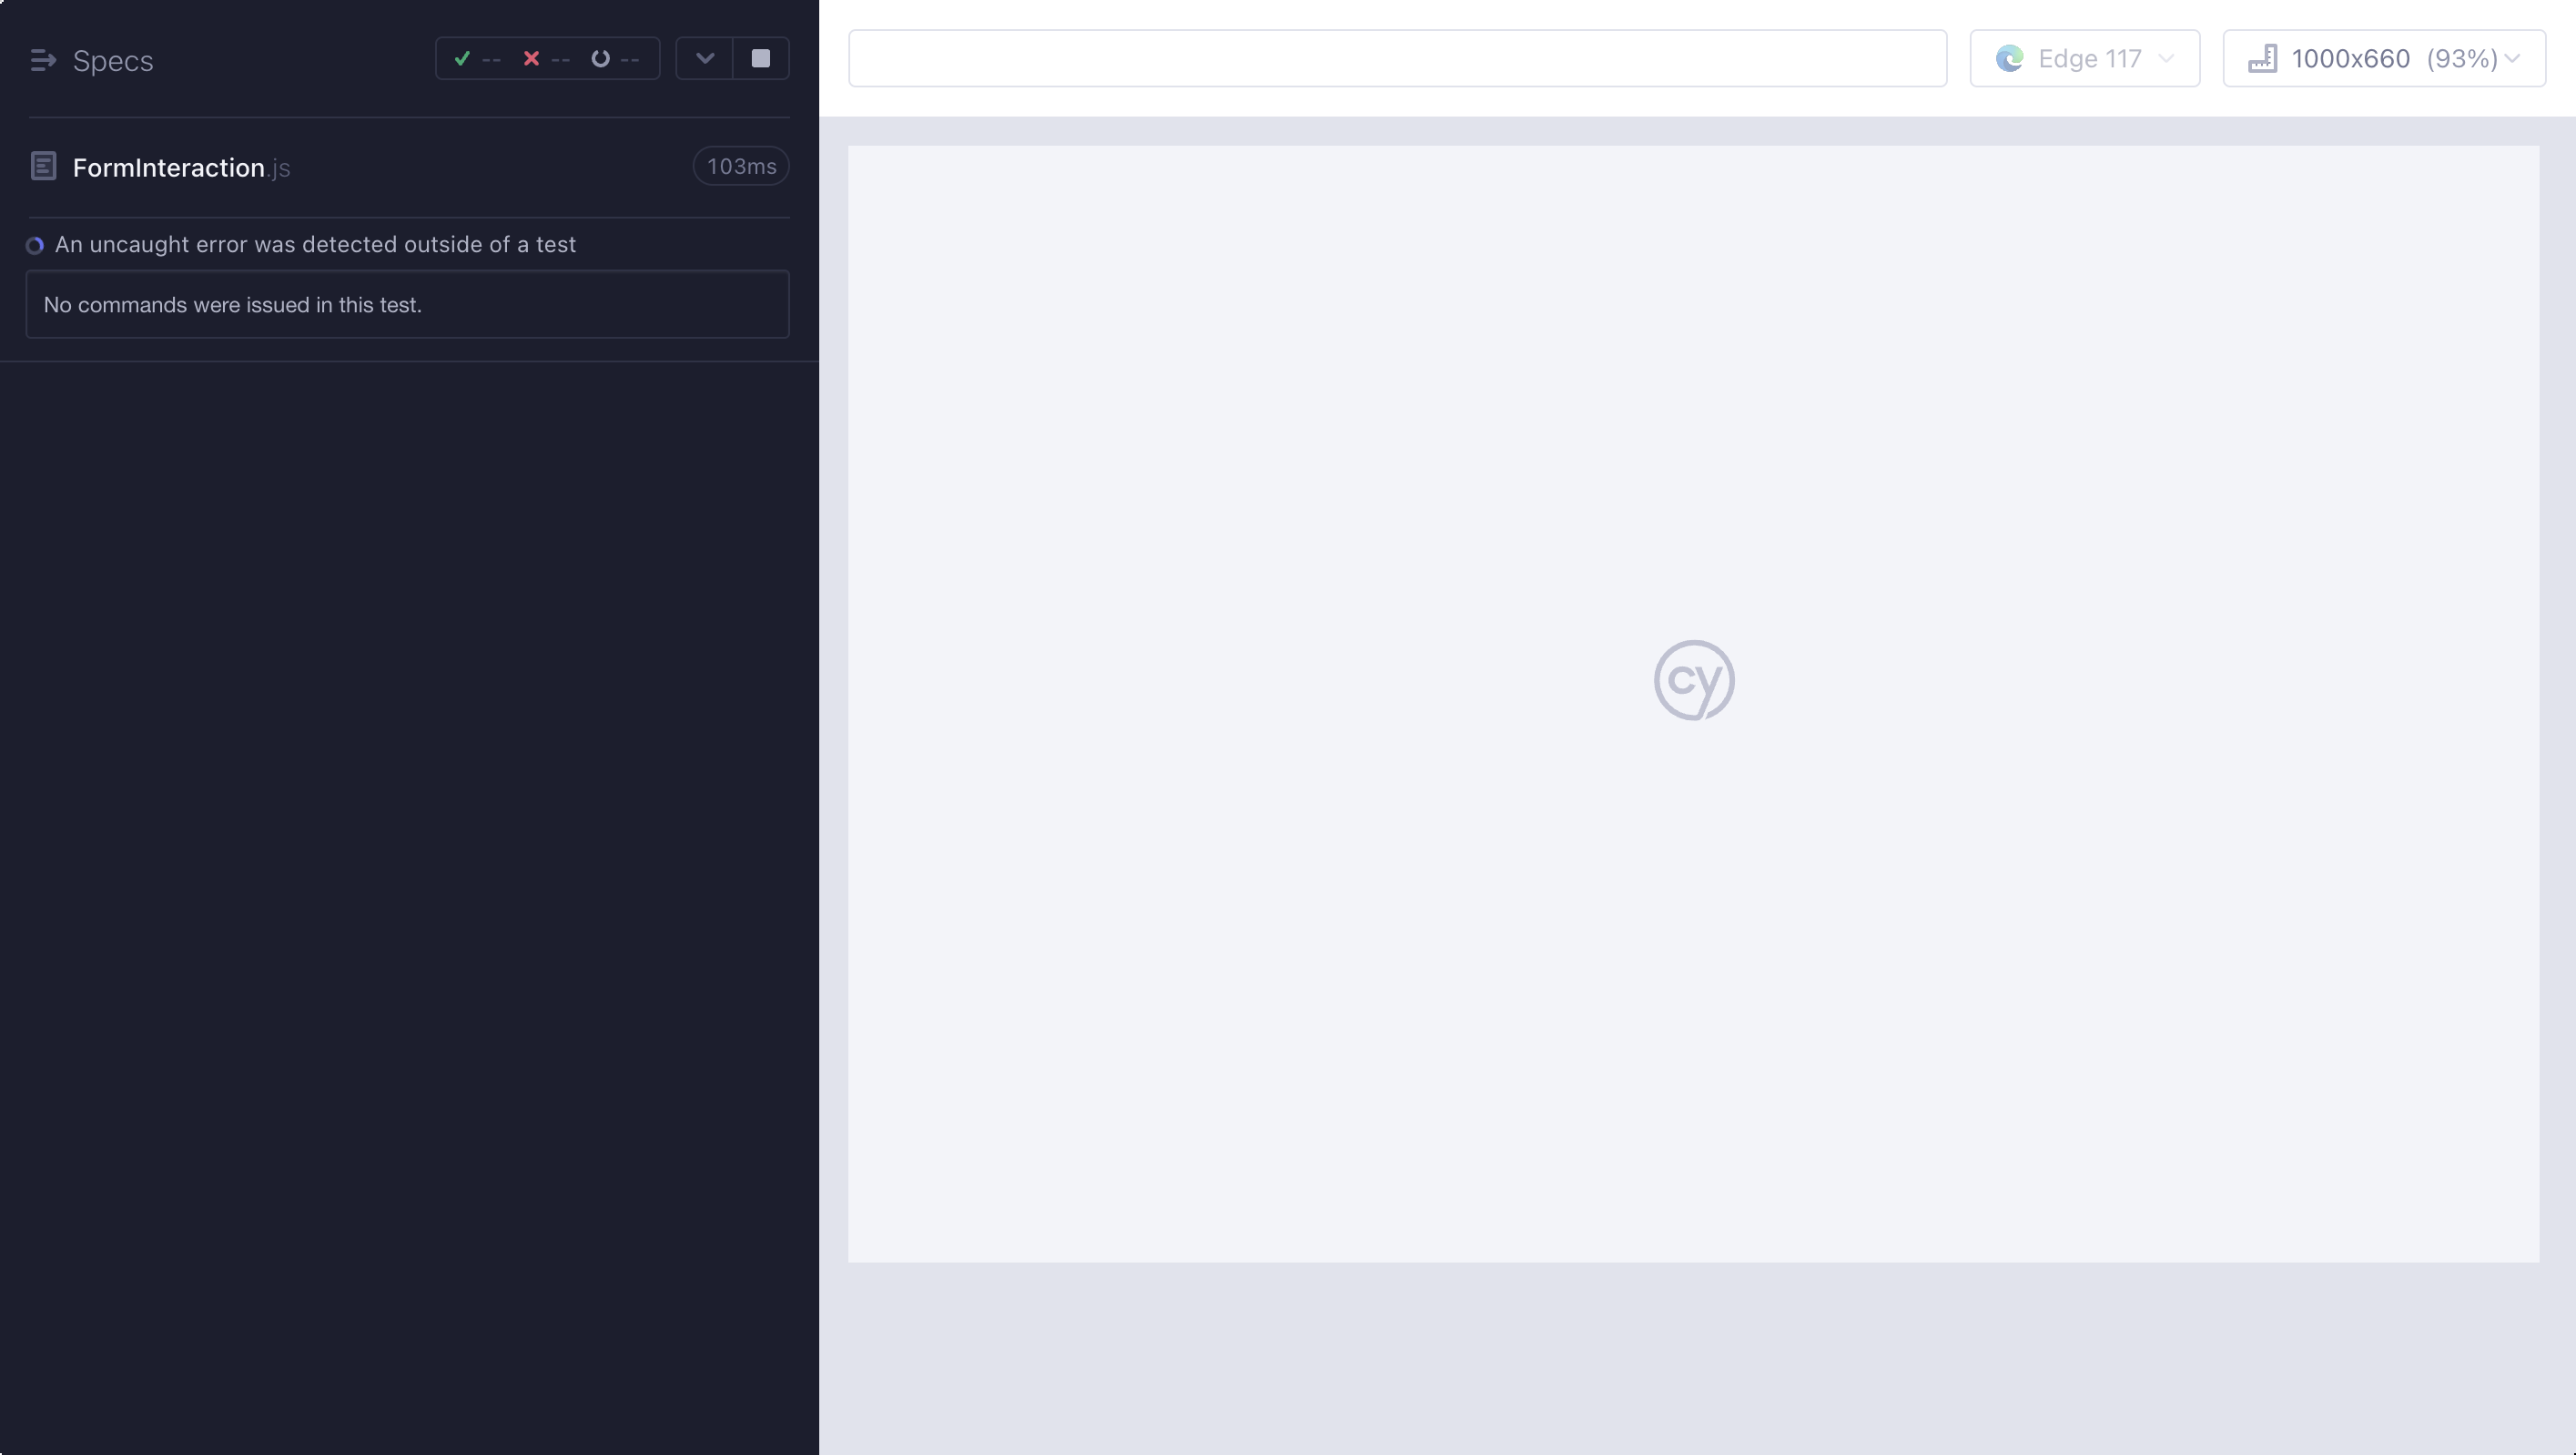 Specs
-- -- --
FormInteraction.js
103ms
An uncaught error was detected outside of a test
No commands were issued in this test.
Edge 117
1000x660 (93%)
cy